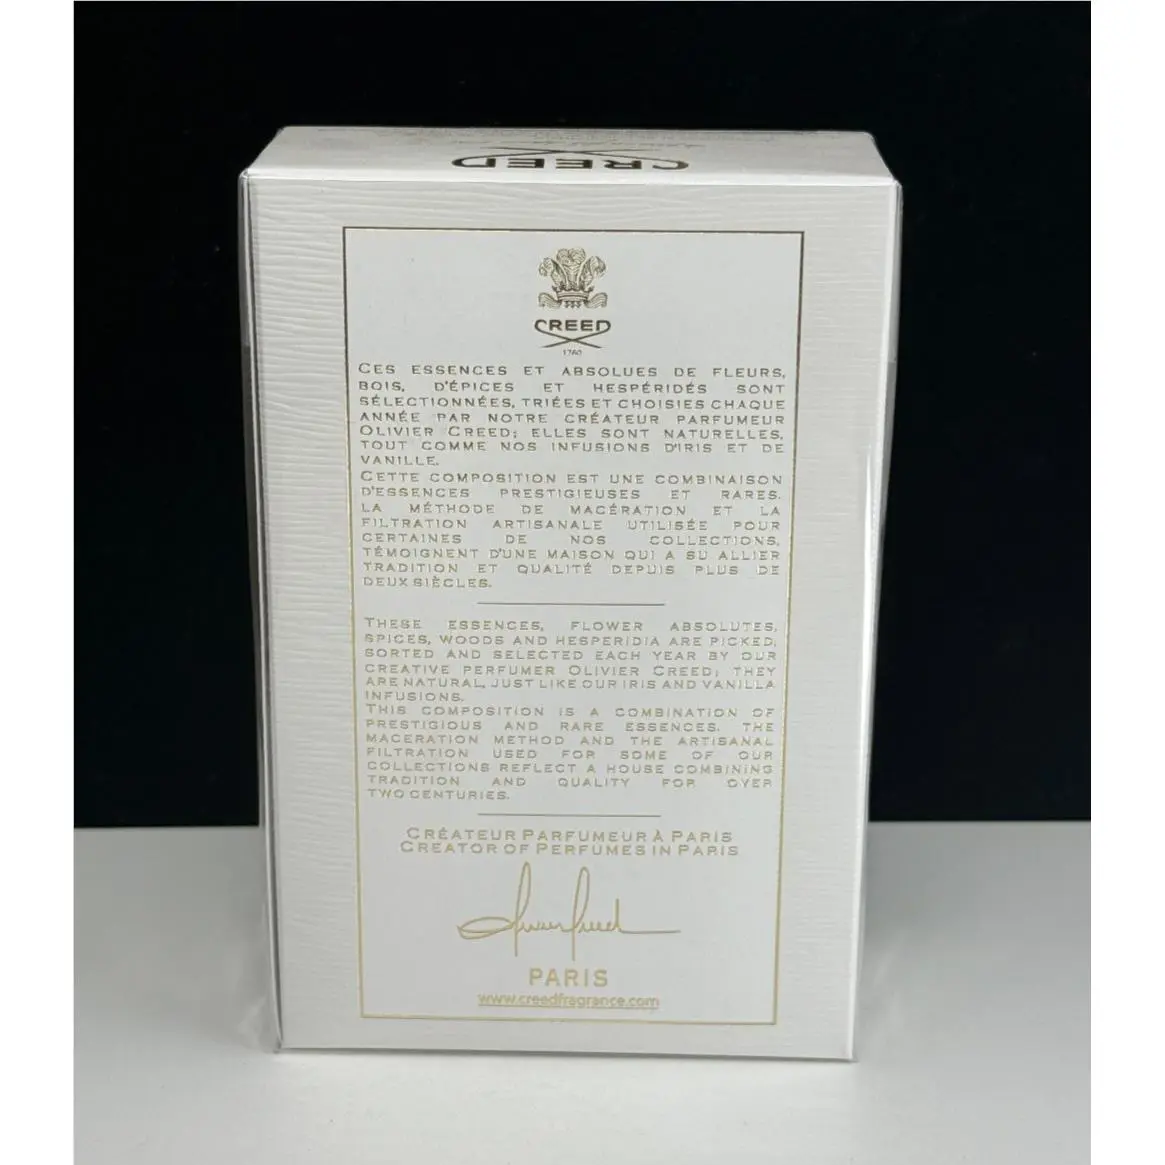 CREED
CREED
1760
CES ESSENCES ET ABSOLUES DE FLEURS,
BOIS, D'ÉPICES ET HESPÉRIDÉS SONT
SÉLECTIONNÉES, TRIÉES ET CHOISIES CHAQUE
ANNÉE PAR NOTRE CRÉATEUR PARFUMEUR
OLIVIER CREED; ELLES SONT NATURELLES,
TOUT COMME NOS INFUSIONS D'IRIS ET DE
VANILLE.
CETTE COMPOSITION EST UNE COMBINAISON
D'ESSENCES PRESTIGIEUSES ET RARES.
LA MÉTHODE DE MACÉRATION ET LA
FILTRATION ARTISANALE UTILISÉE POUR
CERTAINES DE NOS COLLECTIONS,
TÉMOIGNENT D'UNE MAISON QUI A SU ALLIER
TRADITION ET QUALITÉ DEPUIS PLUS DE
DEUX SIÈCLES.
THESE ESSENCES, FLOWER ABSOLUTES,
SPICES, WOODS AND HESPERIDIA ARE PICKED,
SORTED AND SELECTED EACH YEAR BY OUR
CREATIVE PERFUMER OLIVIER CREED; THEY
ARE NATURAL, JUST LIKE OUR IRIS AND VANILLA
INFUSIONS.
THIS COMPOSITION IS A COMBINATION OF
PRESTIGIOUS AND RARE ESSENCES. THE
MACERATION METHOD AND THE ARTISANAL
FILTRATION USED FOR SOME OF OUR
COLLECTIONS REFLECT A HOUSE COMBINING
TRADITION AND QUALITY FOR OVER
TWO CENTURIES.
CRÉATEUR PARFUMEUR À PARIS
CREATOR OF PERFUMES IN PARIS
Olivier Creed
PARIS
www.creedfragrance.com